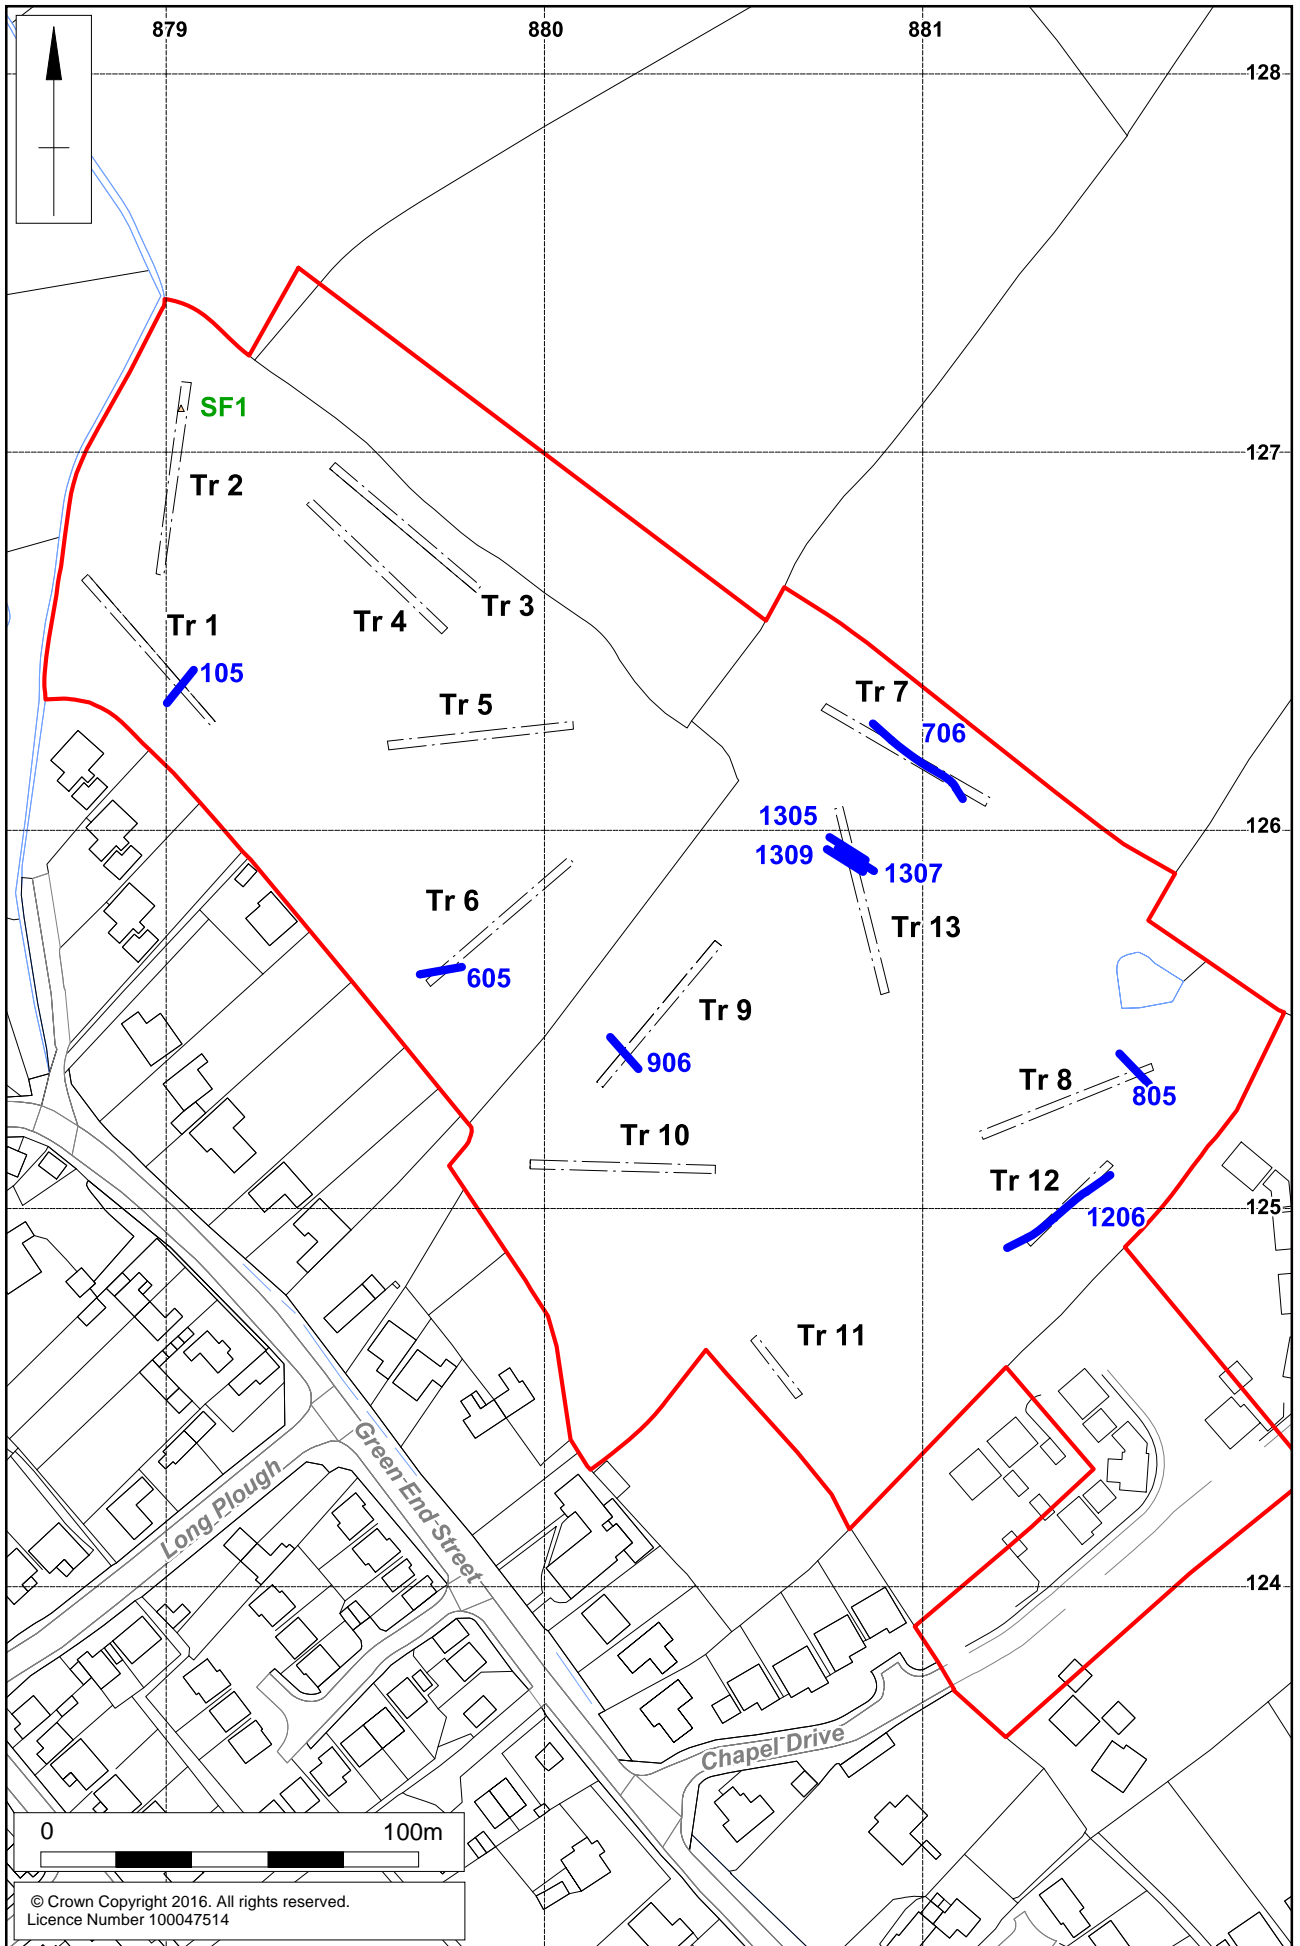 879
880
881
128
SF1
127
Tr 2
Tr 3
Tr 4
Tr 1
105
Tr 5
Tr 7
706
1305
126
1309
1307
Tr 6
Tr 13
605
Tr 9
906
Tr 8
805
Tr 10
Tr 12
125
1206
Tr 11
Green End Street
Long Plough
124
Chapel Drive
0 100m
© Crown Copyright 2016. All rights reserved.
Licence Number 100047514